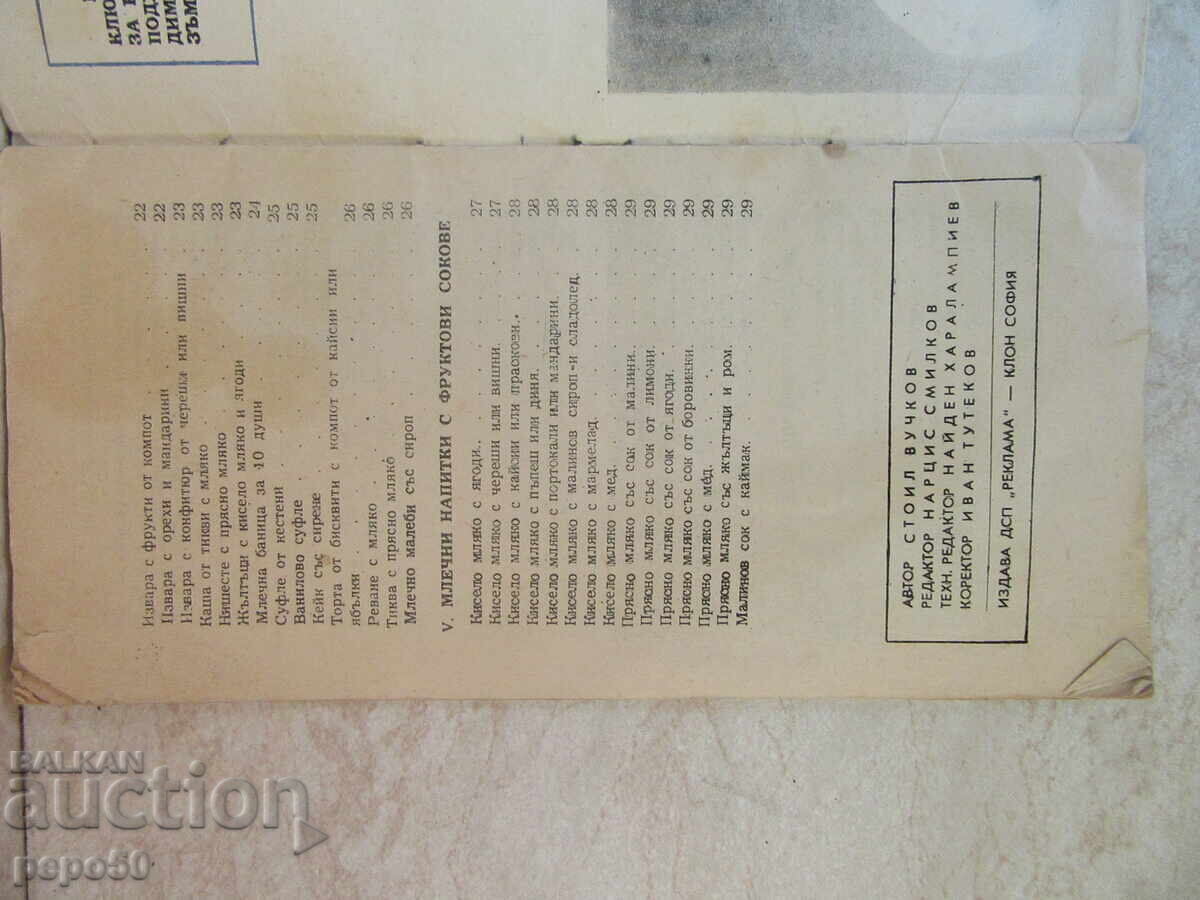 КЛЮ
ЗА
ПОД
ДИМ
ЗЪМ
Извара с фрукти от компот . . . . 22
Извара с орехи и мандарини . . . . 22
Извара с конфитюр от череши или вишни 23
Каша от тикви с мляко . . . . 23
Нишесте с прясно мляко . . . . 23
Жълтъци с кисело мляко и ягоди . . 23
Млечна баница за 10 души . . . . 24
Суфле от кестени . . . . 25
Ванилово суфле . . . . 25
Кейк със сирене . . . . 25
Торта от бисквити с компот от кайсии или
ябълки . . . . 26
Реване с мляко . . . . 26
Тиква с прясно мляко . . . . 26
Млечно малеби със сироп . . . . 26
V. МЛЕЧНИ НАПИТКИ С ФРУКТОВИ СОКОВЕ
Кисело мляко с ягоди . . . . 27
Кисело мляко с череши или вишни . . . . 27
Кисело мляко с кайсии или праскови . . . . 28
Кисело мляко с пъпеш или диня . . . . 28
Кисело мляко с портокали или мандарини . . . . 28
Кисело мляко с малинов сироп и сладолед . . . . 28
Кисело мляко с мармелад . . . . 28
Кисело мляко с мед . . . . 28
Прясно мляко със сок от малини . . . . 29
Прясно мляко със сок от лимони . . . . 29
Прясно мляко със сок от ягоди . . . . 29
Прясно мляко със сок от боровинки . . . . 29
Прясно мляко с мед . . . . 29
Прясно мляко със жълтъци и ром . . . . 29
Малинов сок с каймак . . . . 29
АВТОР СТОИЛ ВУЧКОВ
РЕДАКТОР НАРЦИС СМИЛКОВ
ТЕХН. РЕДАКТОР НАЙДЕН ХАРАЛАМПИЕВ
КОРЕКТОР ИВАН ТУТЕКОВ
ИЗДАВА ДСП „РЕКЛАМА" — КЛОН СОФИЯ
BALKAN
auction
pepo50